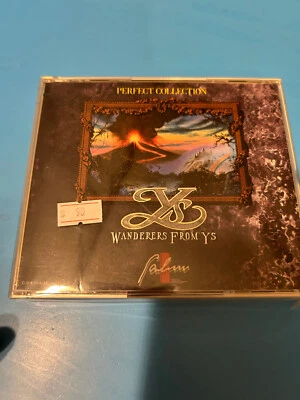 PERFECT COLLECTION
Ys
WANDERERS FROM YS
falcom